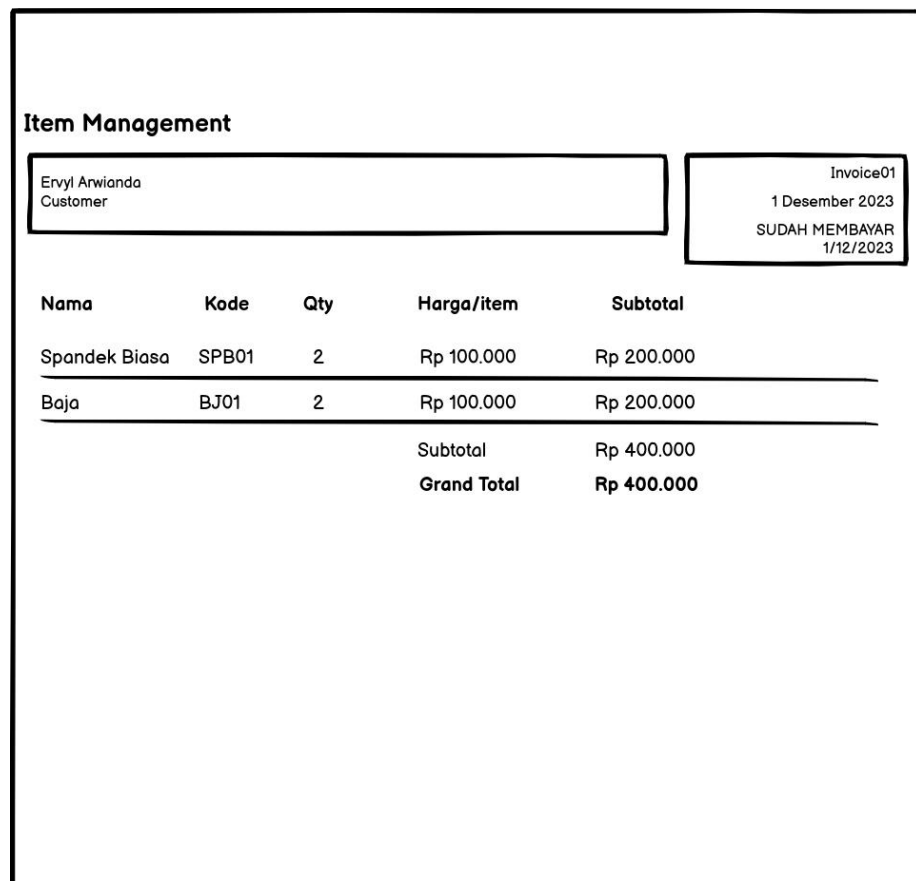 Item Management
Ervyl Arwianda
Customer
Invoice01
1 Desember 2023
SUDAH MEMBAYAR
1/12/2023
Nama Kode Qty Harga/item Subtotal
Spandek Biasa SPB01 2 Rp 100.000 Rp 200.000
Baja BJ01 2 Rp 100.000 Rp 200.000
Subtotal Rp 400.000
Grand Total Rp 400.000